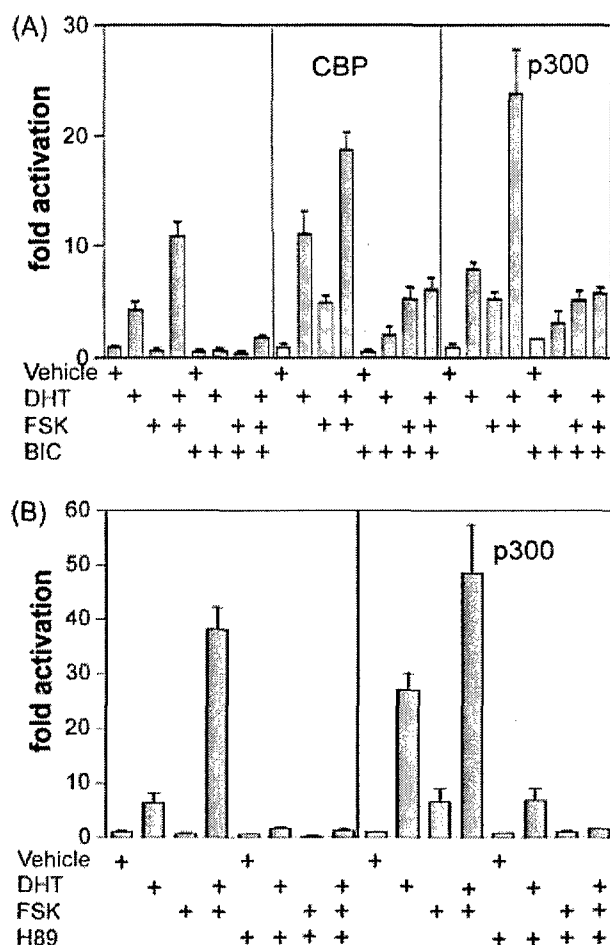 (A)
30
20
10
0
fold activation
CBP
p300
Vehicle + + + + + +
DHT + + + + + + + + + + + +
FSK + + + + + + + + + + + +
BIC + + + + + + + + + + + +
(B)
60
50
40
30
20
10
0
fold activation
p300
Vehicle + + + +
DHT + + + + + + + +
FSK + + + + + + + +
H89 + + + + + + + +